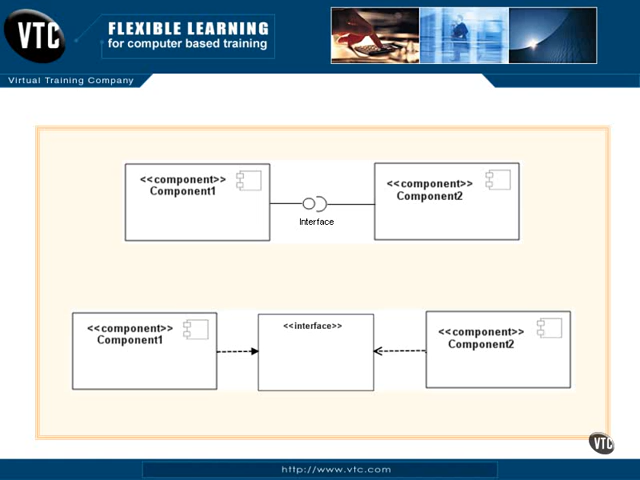 VTC
FLEXIBLE LEARNING
for computer based training
Virtual Training Company
<<component>>
Component1
<<component>>
Component2
Interface
<<component>>
Component1
<<interface>>
<<component>>
Component2
VTC
http://www.vtc.com